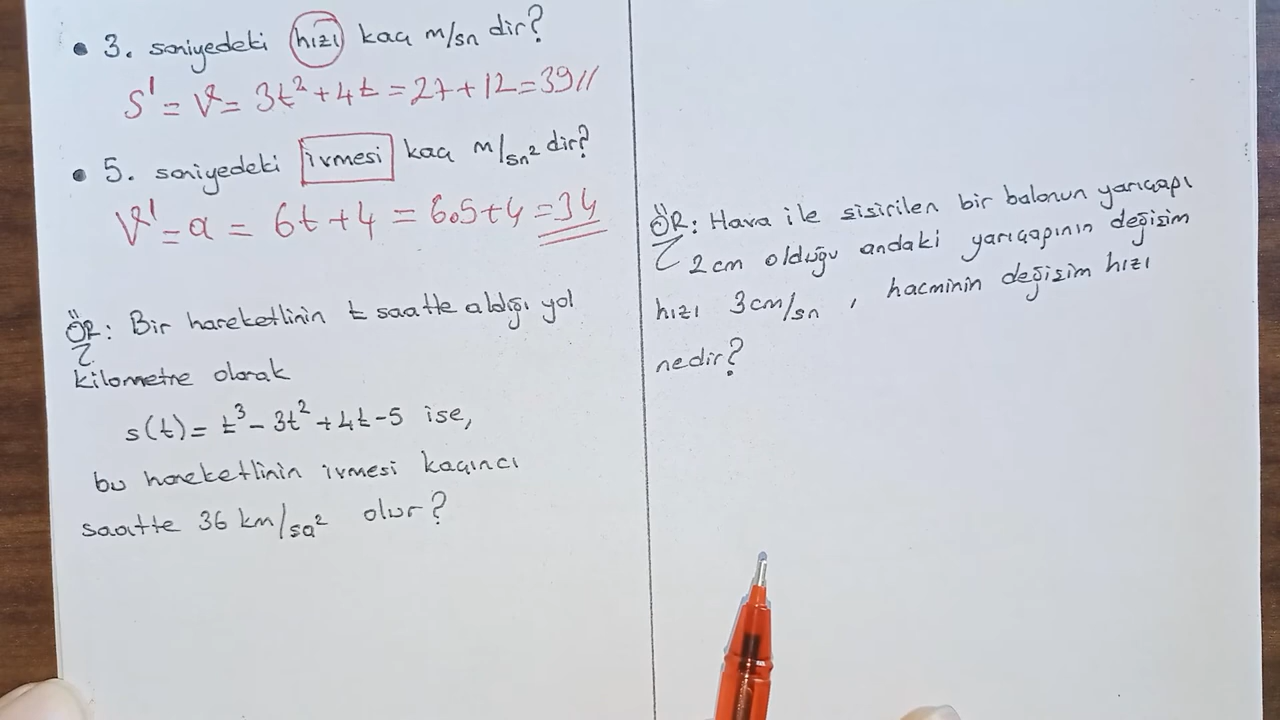 • 3. saniyedeki hızı kaç m/sn dir?
S' = V = 3t² + 4t = 27 + 12 = 39//
• 5. saniyedeki ivmesi kaç m/sn² dir?
V' = a = 6t + 4 = 6.5 + 4 = 34
ÖR: Bir hareketlinin t saatte aldığı yol
kilometre olarak
s(t) = t³ - 3t² + 4t - 5 ise,
bu hareketlinin ivmesi kaçıncı
saatte 36 km/sa² olur?
ÖR: Hava ile şişirilen bir balonun yarıçapı
2 cm olduğu andaki yarıçapının değişim
hızı 3 cm/sn , hacminin değişim hızı
nedir?